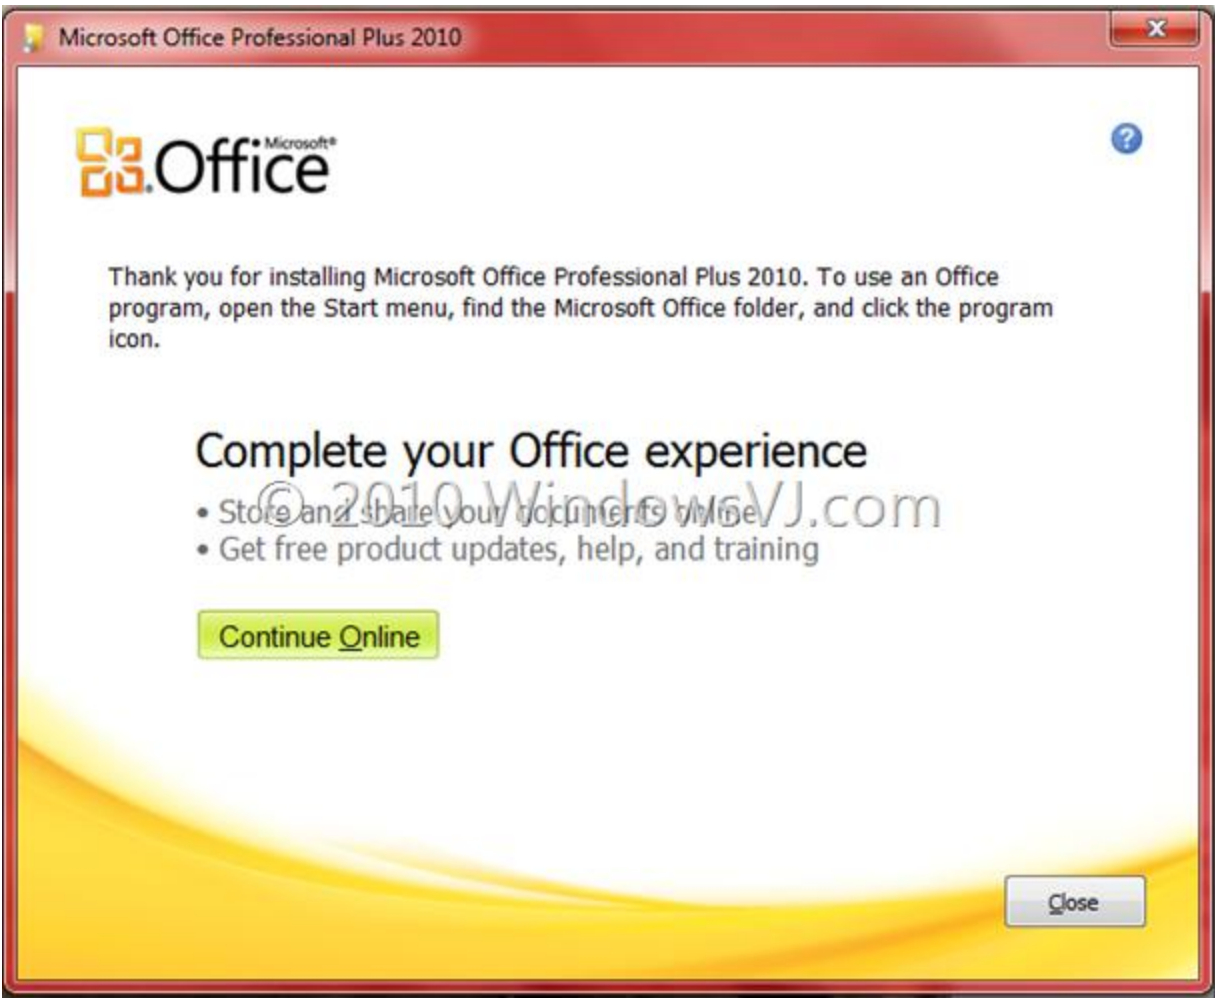 Microsoft Office Professional Plus 2010
Microsoft®
Office
Thank you for installing Microsoft Office Professional Plus 2010. To use an Office
program, open the Start menu, find the Microsoft Office folder, and click the program
icon.
Complete your Office experience
• Store and share your documents online
© 2010 WindowsVJ.com
• Get free product updates, help, and training
Continue Online
Close